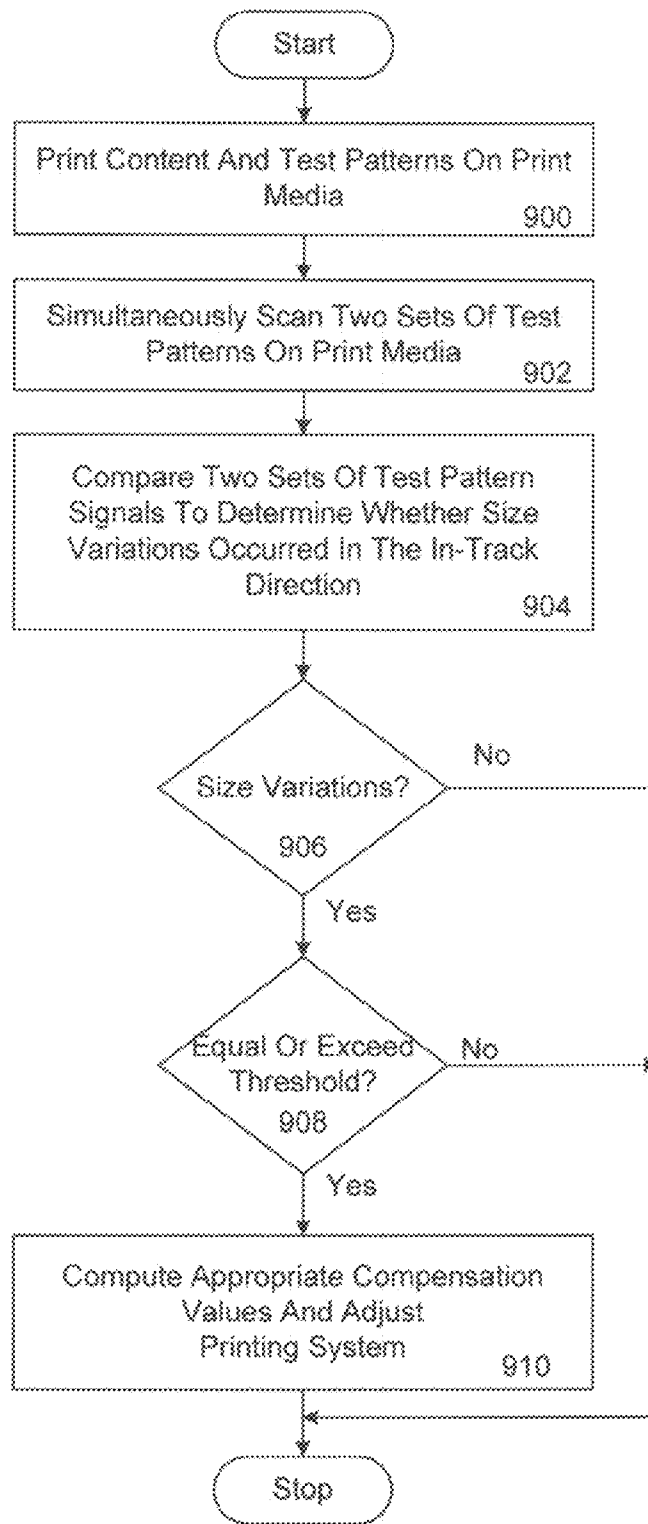 Start
Print Content And Test Patterns On Print
Media
900
Simultaneously Scan Two Sets Of Test
Patterns On Print Media
902
Compare Two Sets Of Test Pattern
Signals To Determine Whether Size
Variations Occurred In The In-Track
Direction
904
Size Variations?
906
No
Yes
Equal Or Exceed
Threshold?
908
No
Yes
Compute Appropriate Compensation
Values And Adjust
Printing System
910
Stop